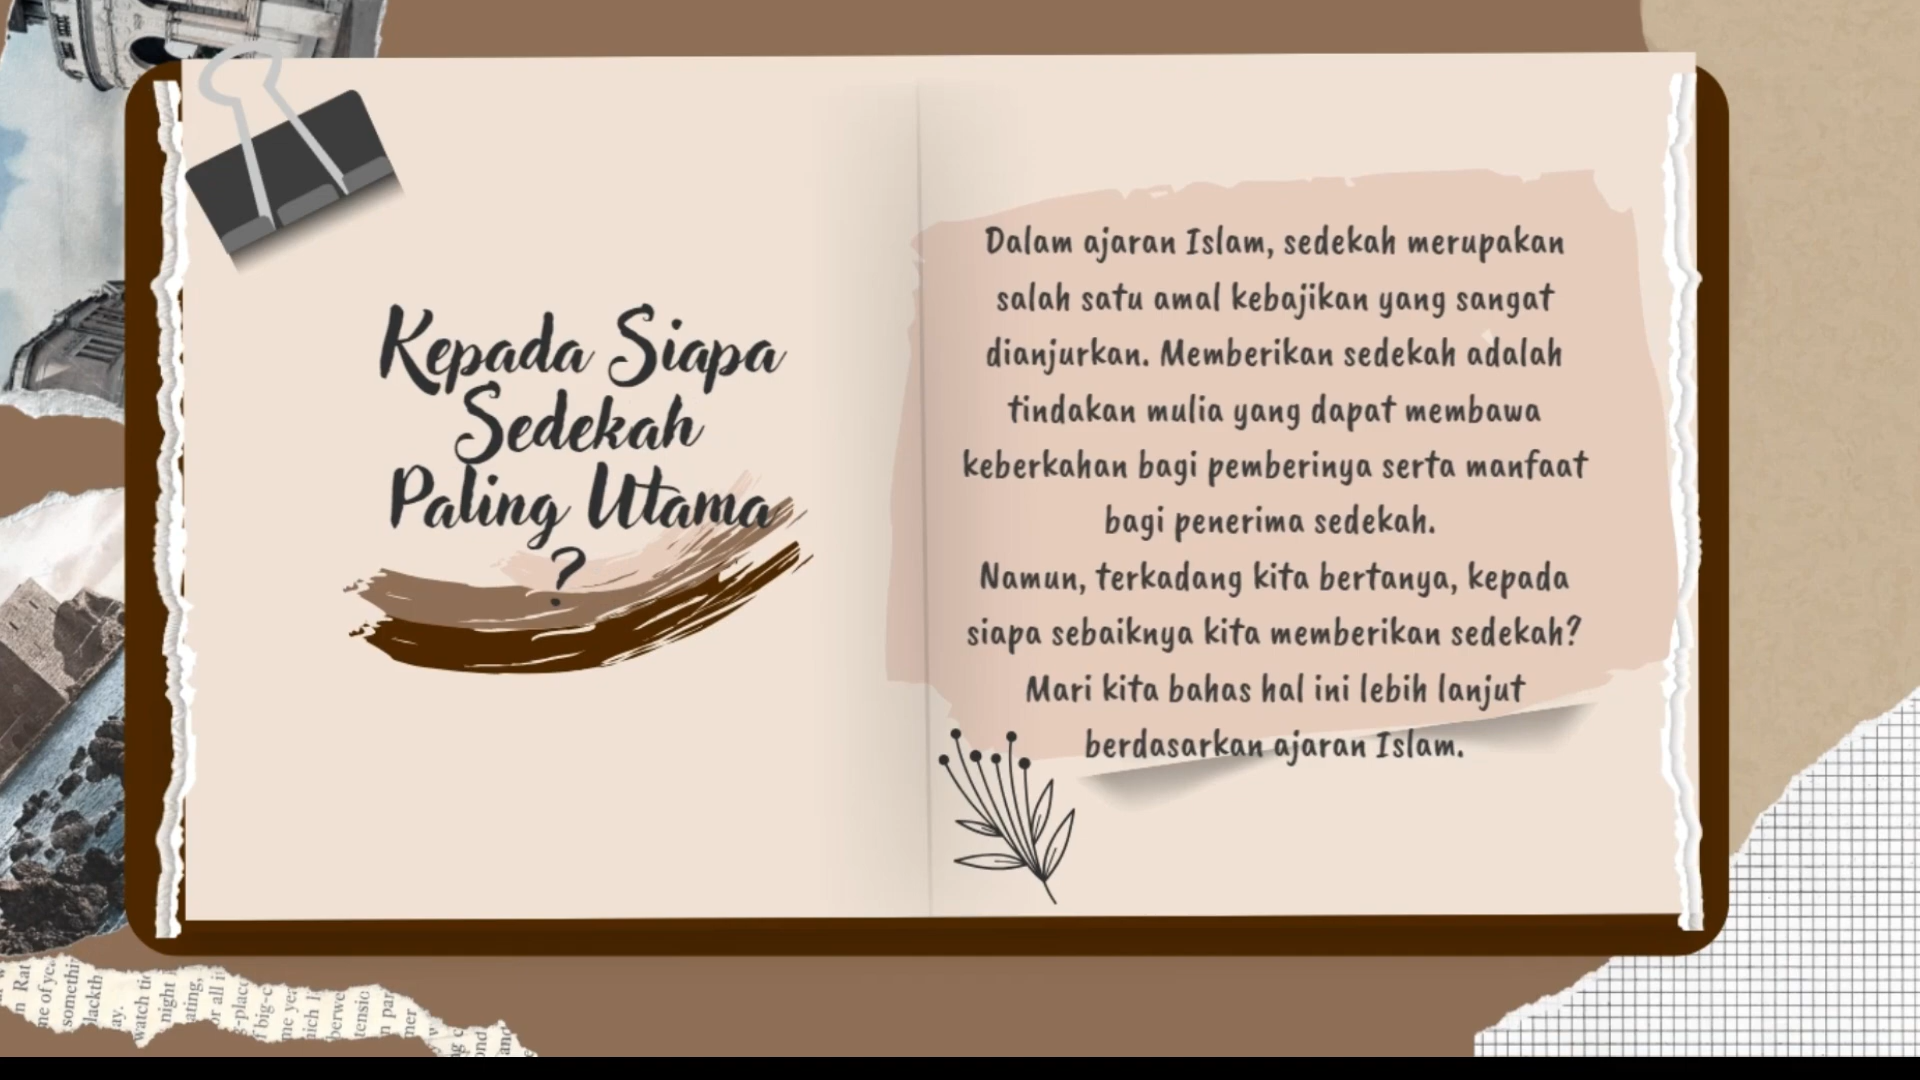 Kepada Siapa
Sedekah
Paling Utama
?
Dalam ajaran Islam, sedekah merupakan
salah satu amal kebajikan yang sangat
dianjurkan. Memberikan sedekah adalah
tindakan mulia yang dapat membawa
keberkahan bagi pemberinya serta manfaat
bagi penerima sedekah.
Namun, terkadang kita bertanya, kepada
siapa sebaiknya kita memberikan sedekah?
Mari kita bahas hal ini lebih lanjut
berdasarkan ajaran Islam.